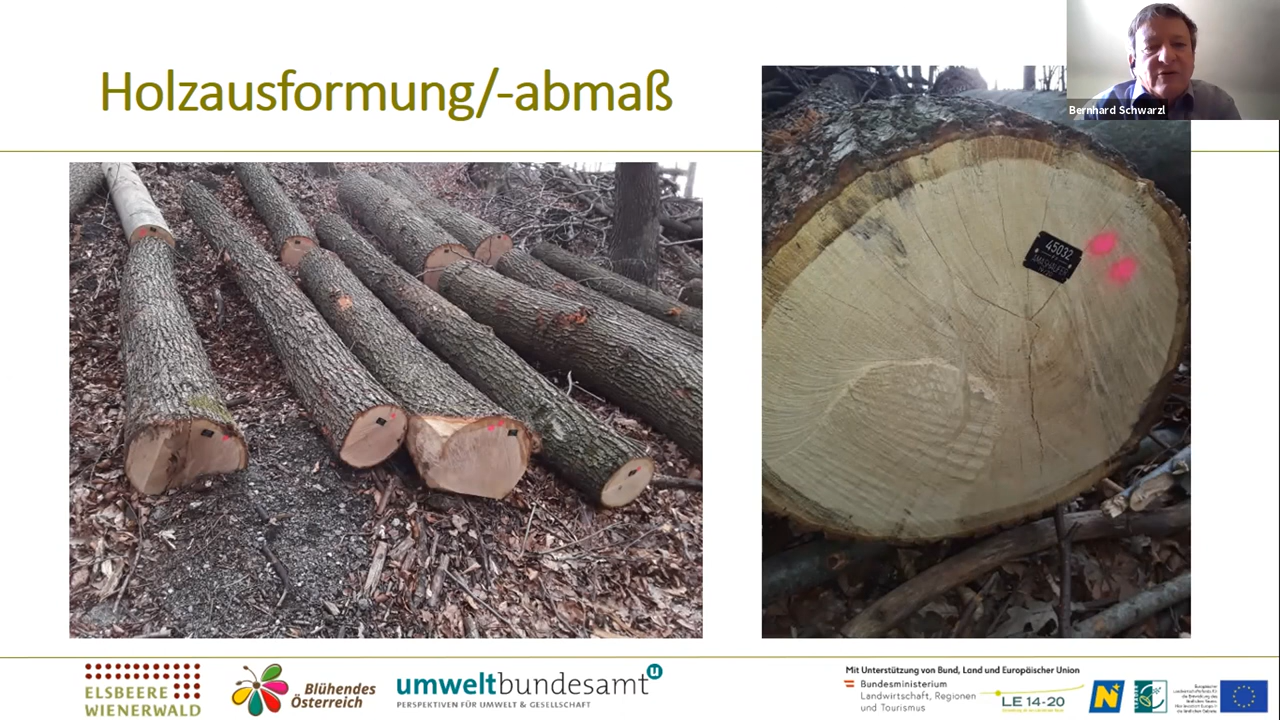 Bernhard Schwarzl
Holzausformung/-abmaß
45032
ELSBEERE
WIENERWALD
Blühendes
Österreich
umweltbundesamt
u
PERSPEKTIVEN FÜR UMWELT & GESELLSCHAFT
Mit Unterstützung von Bund, Land und Europäischer Union
Bundesministerium
Landwirtschaft, Regionen
und Tourismus
LE 14-20
N